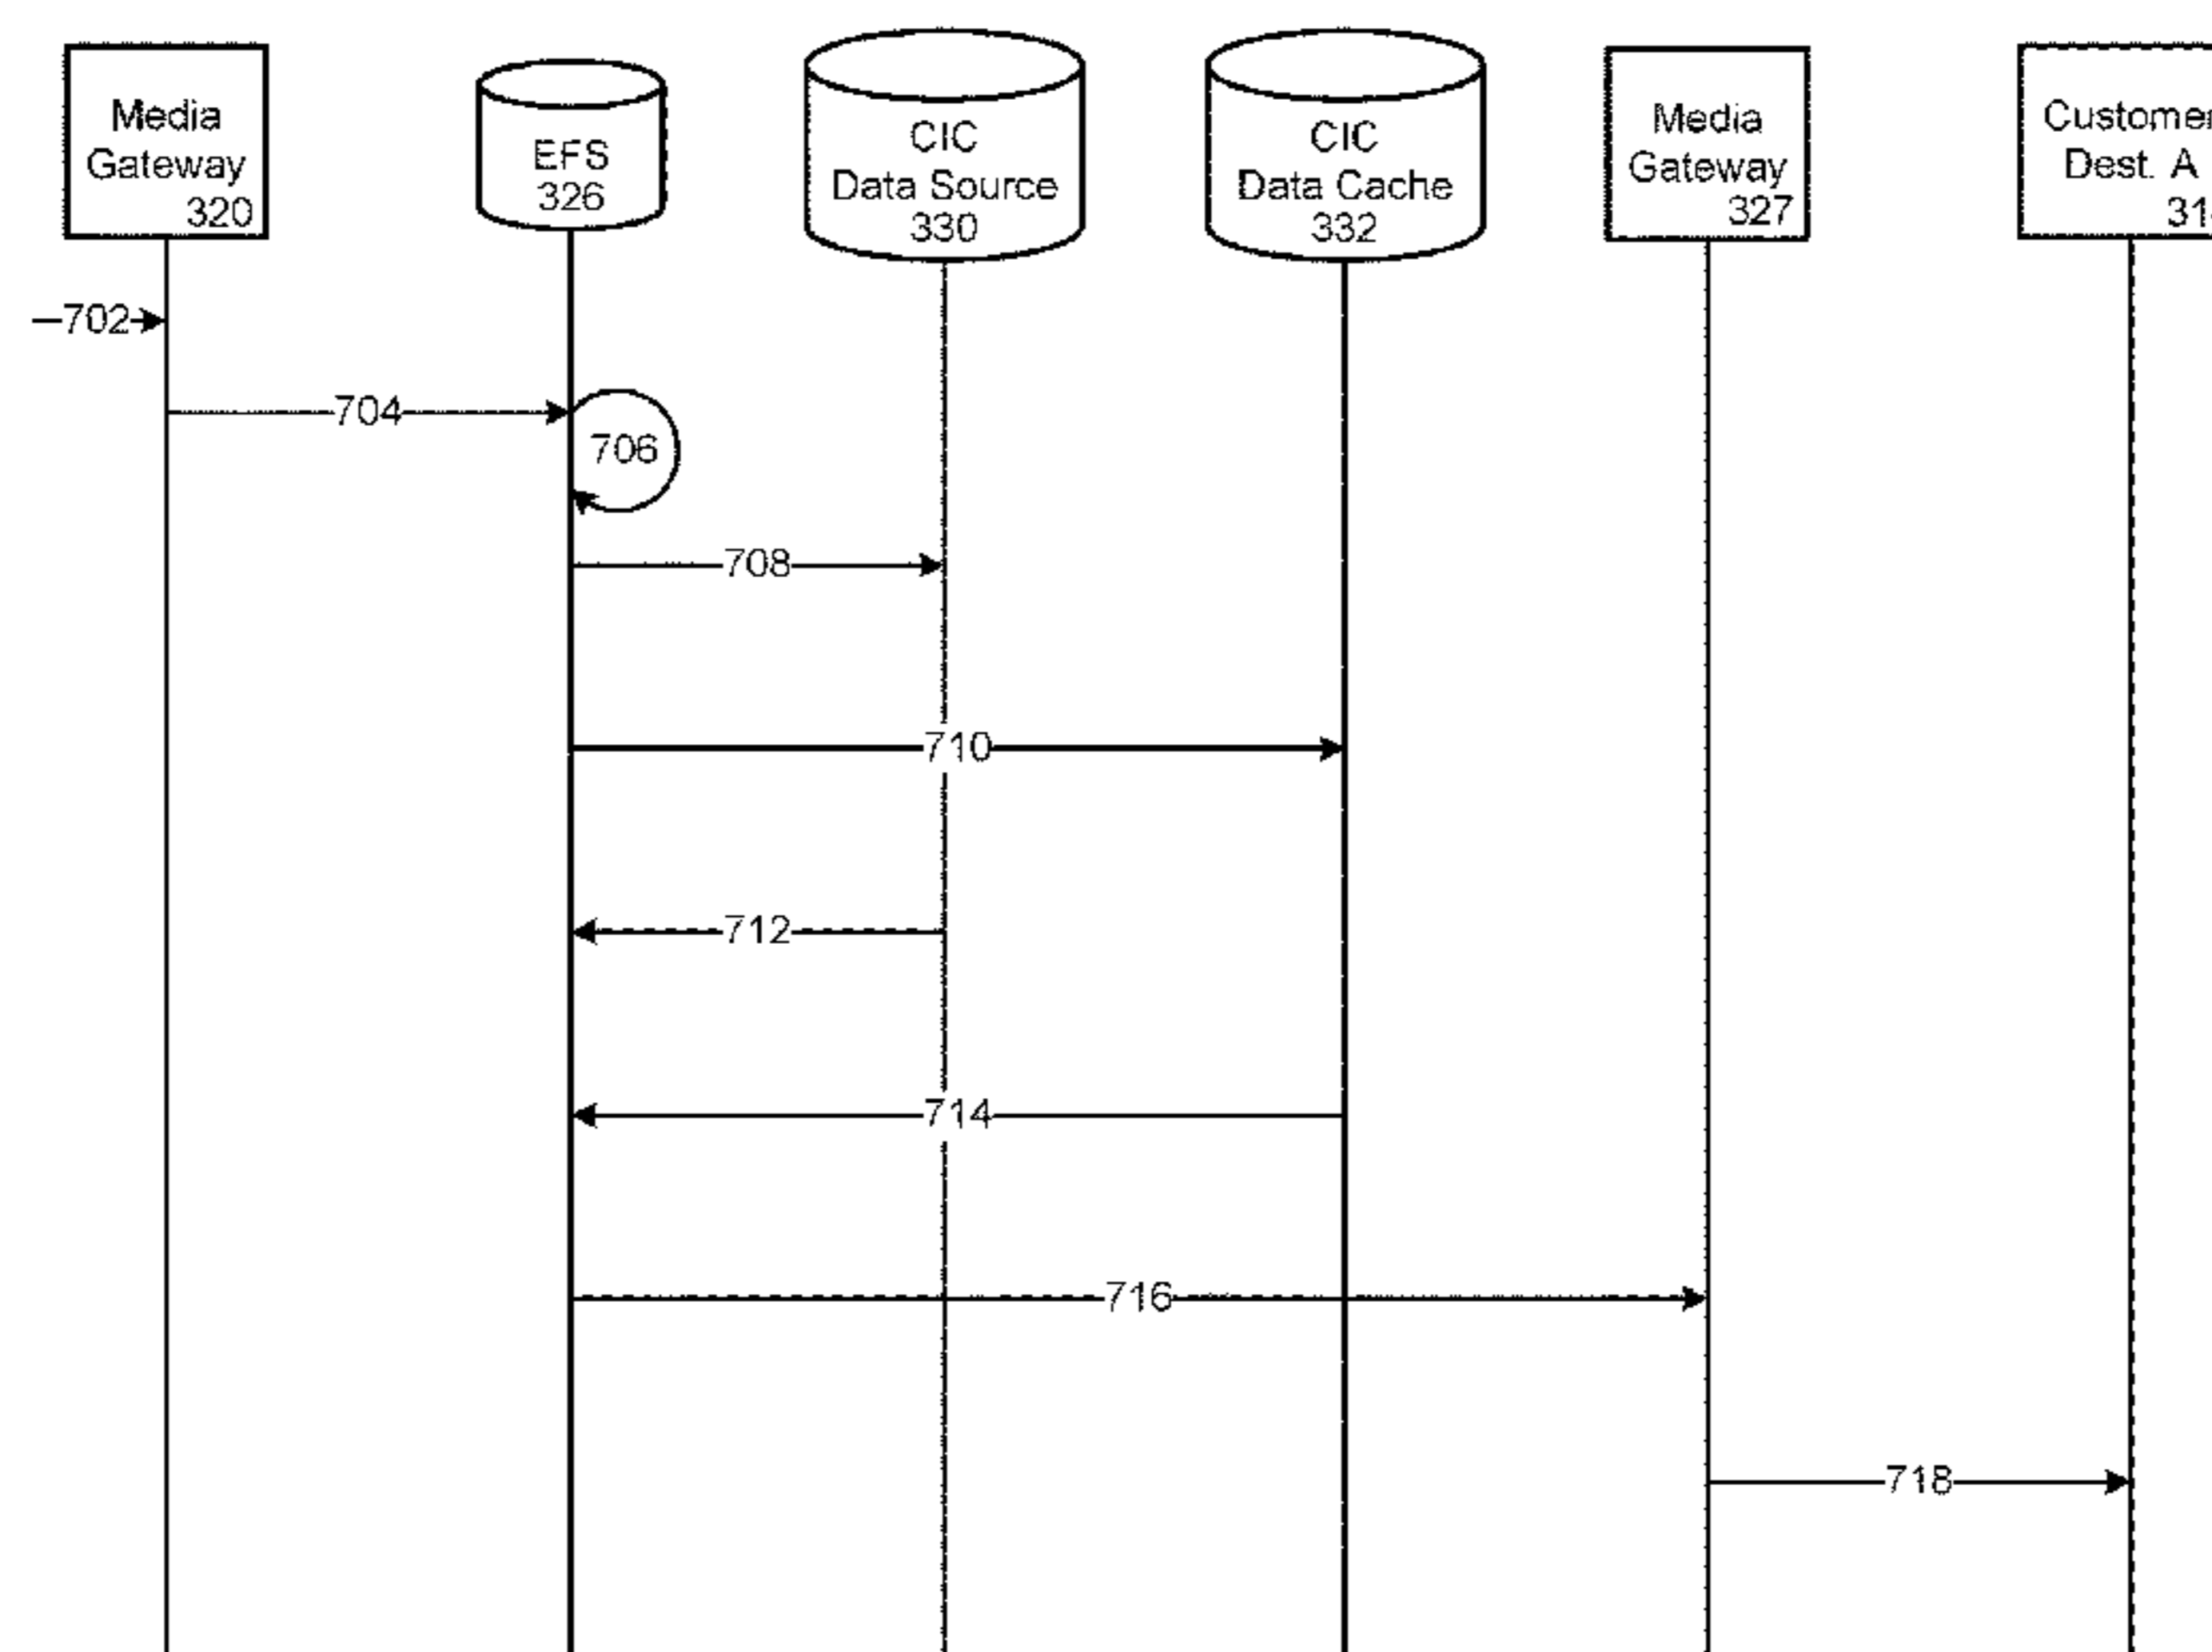 Media
Gateway
320
EFS
326
CIC
Data Source
330
CIC
Data Cache
332
Media
Gateway
327
Dest. A
702
704
706
708
710
712
714
716
718